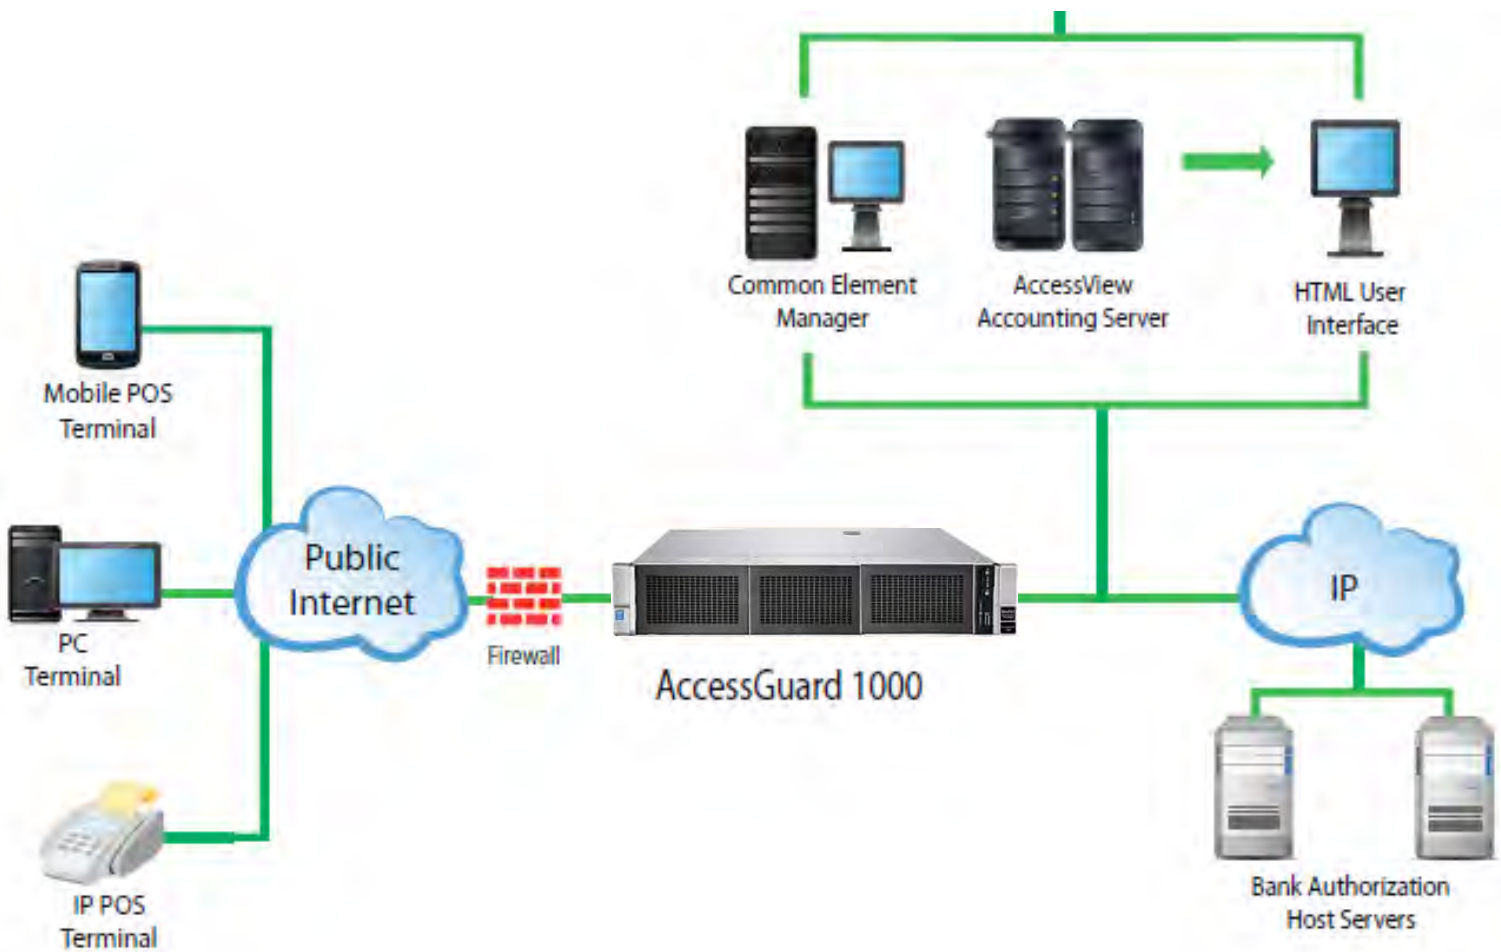 Common Element
Manager
AccessView
Accounting Server
HTML User
Interface
Mobile POS
Terminal
Public
Internet
PC
Terminal
Firewall
AccessGuard 1000
IP
IP POS
Terminal
Bank Authorization
Host Servers